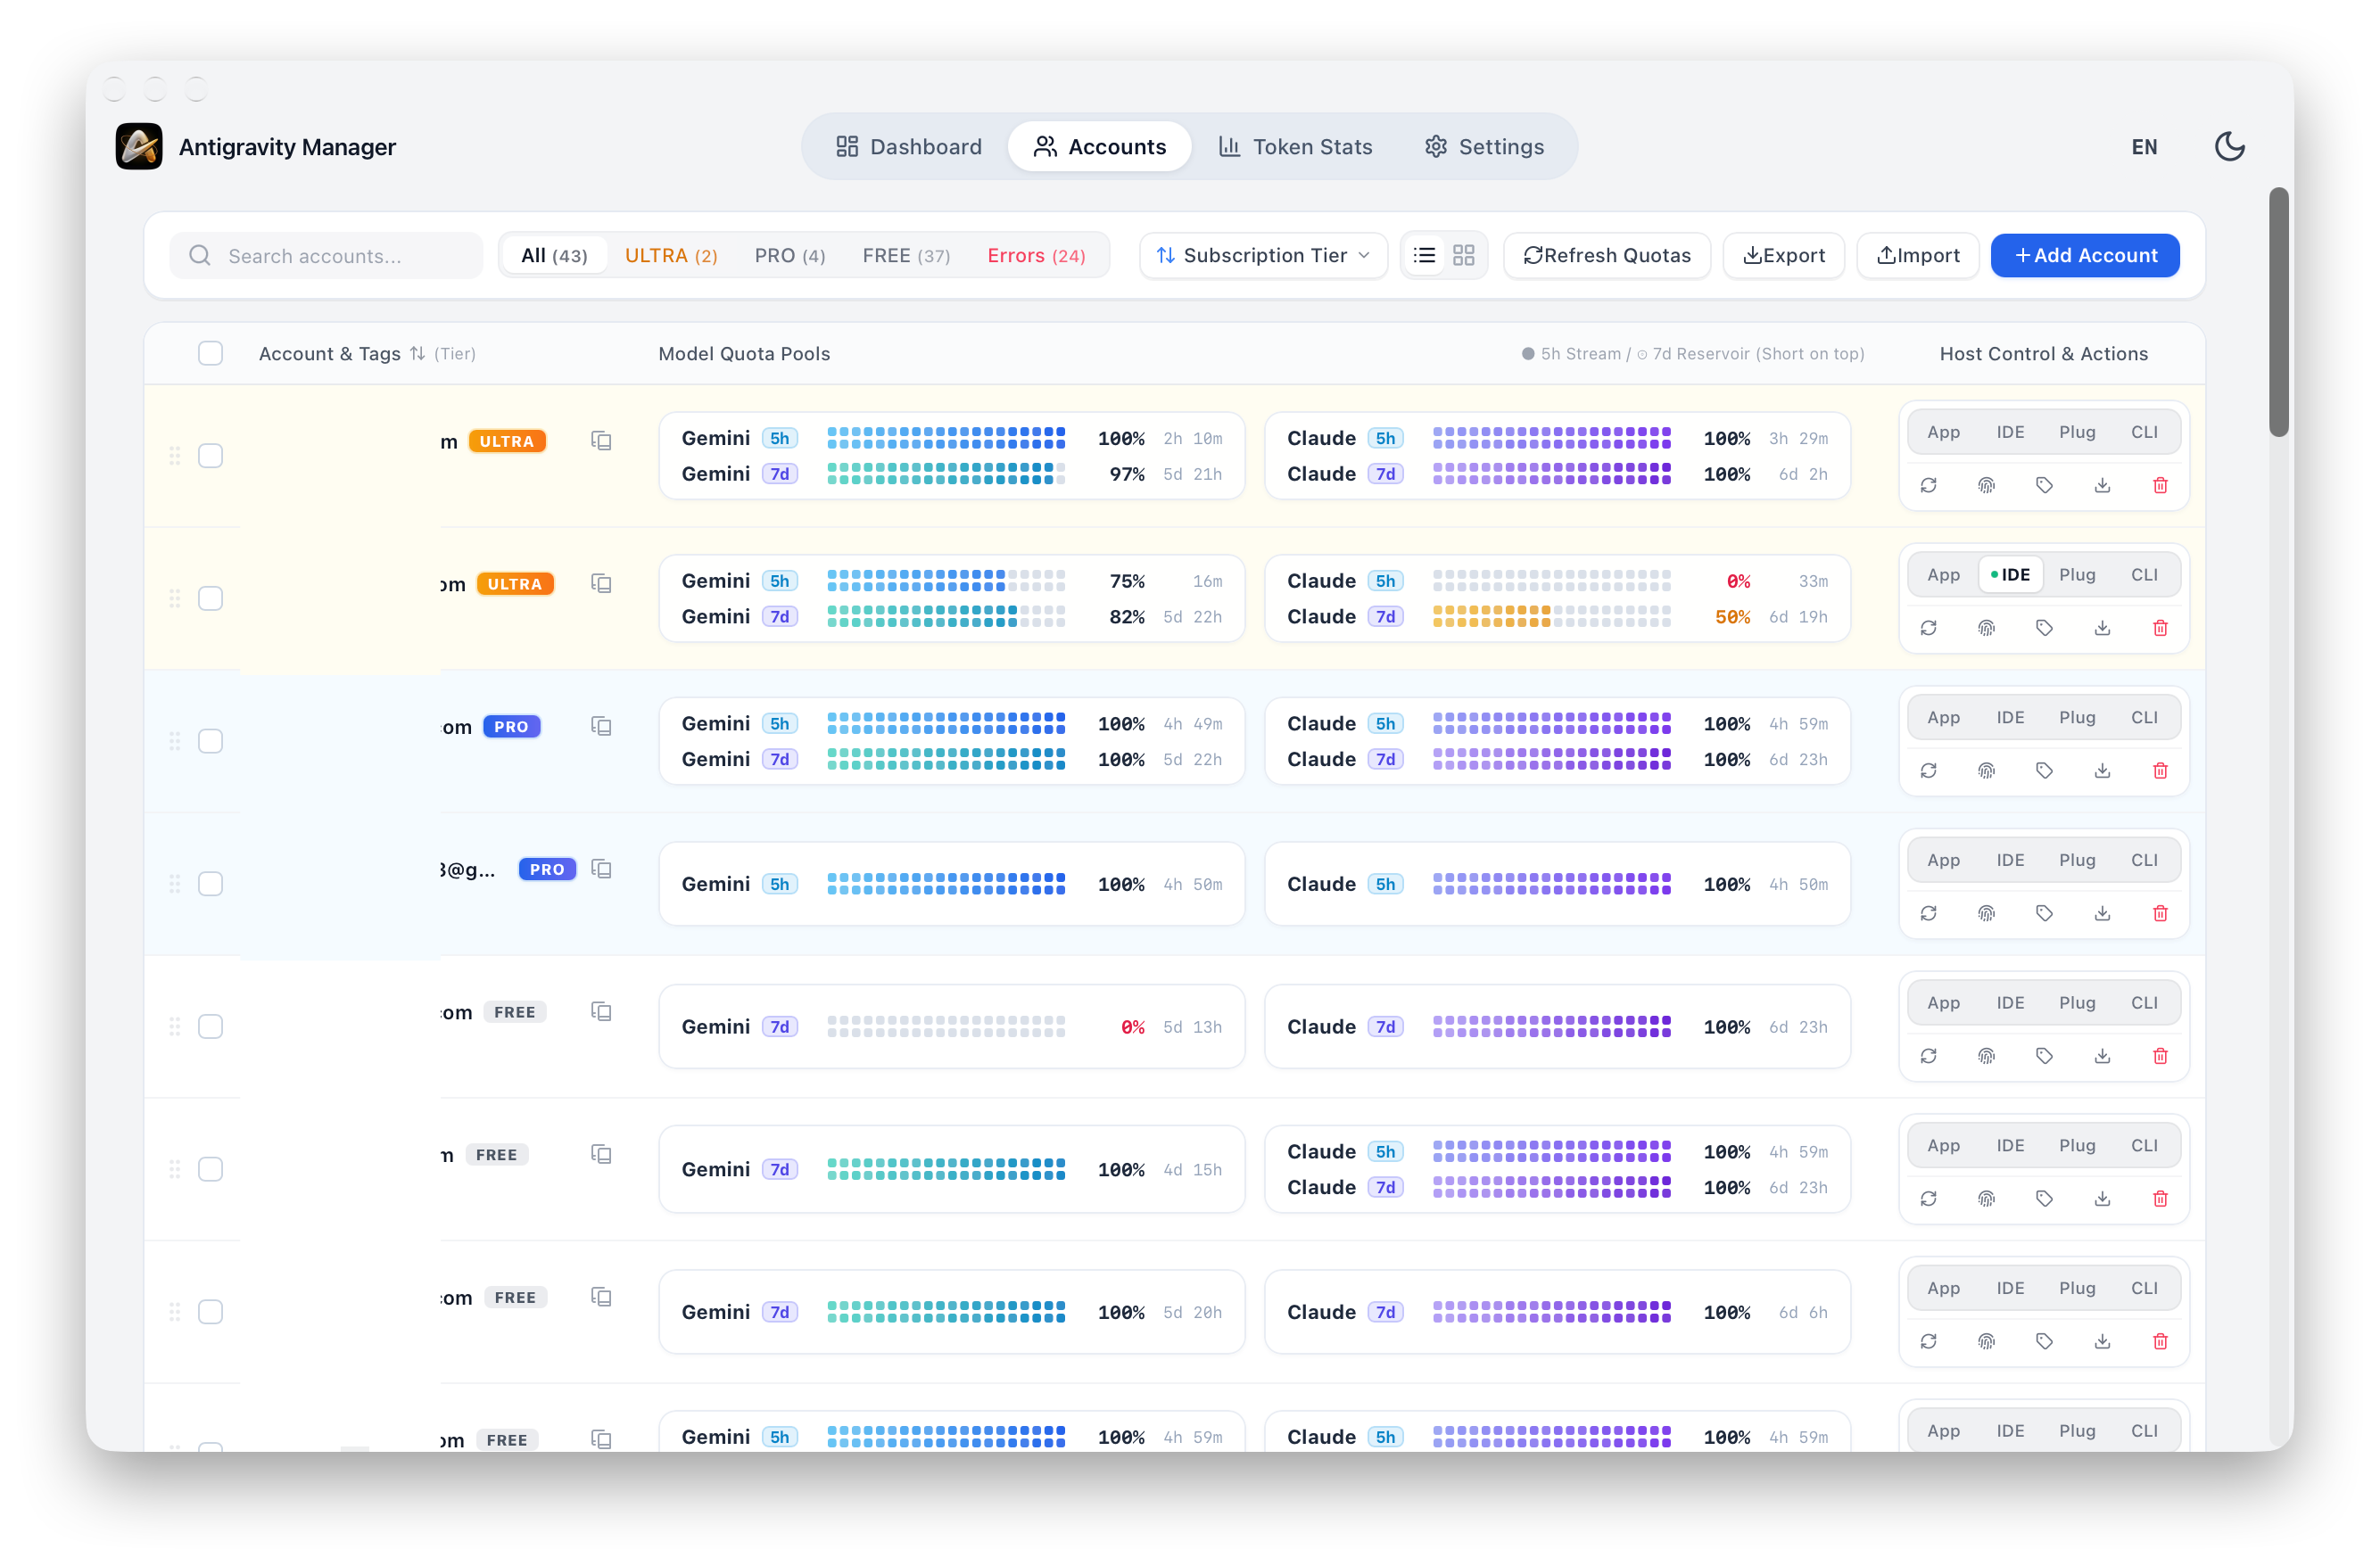 Antigravity Manager
Dashboard Accounts Token Stats Settings
EN
Search accounts...
All (43) ULTRA (2) PRO (4) FREE (37) Errors (24)
Subscription Tier
Refresh Quotas Export Import +Add Account
Account & Tags (Tier) Model Quota Pools 5h Stream / 7d Reservoir (Short on top) Host Control & Actions
m ULTRA
Gemini 5h 100% 2h 10m
Gemini 7d 97% 5d 21h
Claude 5h 100% 3h 29m
Claude 7d 100% 6d 2h
App IDE Plug CLI
om ULTRA
Gemini 5h 75% 16m
Gemini 7d 82% 5d 22h
Claude 5h 0% 33m
Claude 7d 50% 6d 19h
App IDE Plug CLI
com PRO
Gemini 5h 100% 4h 49m
Gemini 7d 100% 5d 22h
Claude 5h 100% 4h 59m
Claude 7d 100% 6d 23h
App IDE Plug CLI
3@g... PRO
Gemini 5h 100% 4h 50m
Claude 5h 100% 4h 50m
App IDE Plug CLI
com FREE
Gemini 7d 0% 5d 13h
Claude 7d 100% 6d 23h
App IDE Plug CLI
m FREE
Gemini 7d 100% 4d 15h
Claude 5h 100% 4h 59m
Claude 7d 100% 6d 23h
App IDE Plug CLI
com FREE
Gemini 7d 100% 5d 20h
Claude 7d 100% 6d 6h
App IDE Plug CLI
om FREE
Gemini 5h 100% 4h 59m
Claude 5h 100% 4h 59m
App IDE Plug CLI